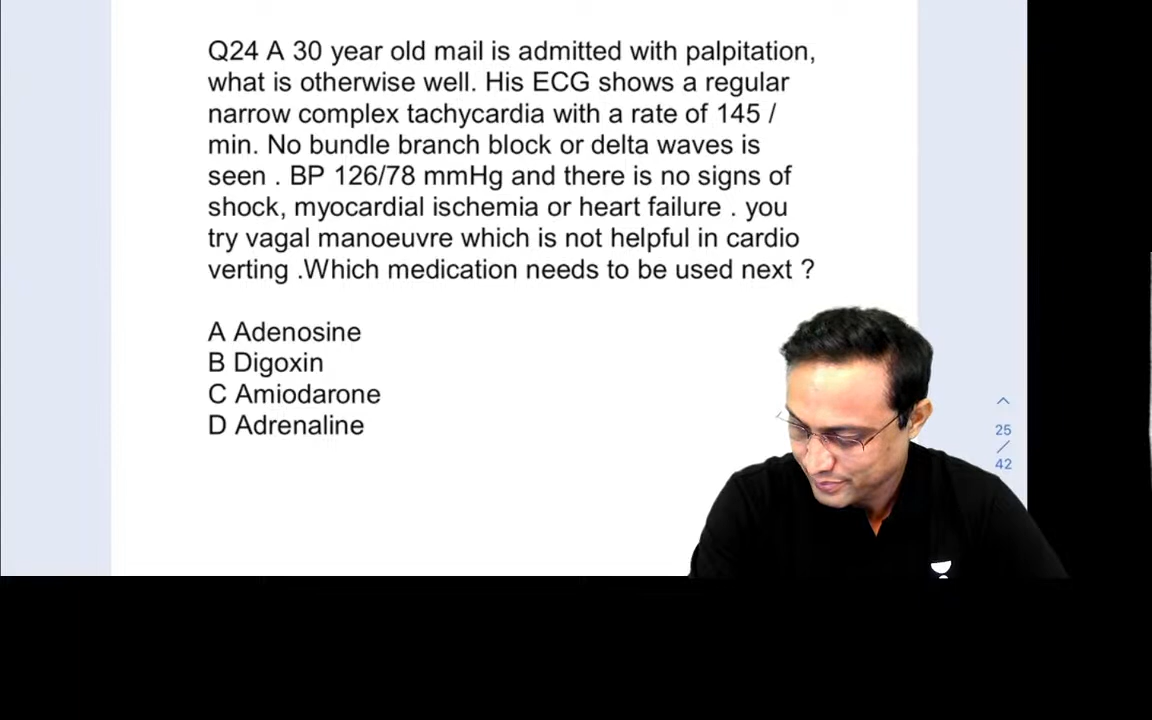 Q24 A 30 year old mail is admitted with palpitation,
what is otherwise well. His ECG shows a regular
narrow complex tachycardia with a rate of 145 /
min. No bundle branch block or delta waves is
seen . BP 126/78 mmHg and there is no signs of
shock, myocardial ischemia or heart failure . you
try vagal manoeuvre which is not helpful in cardio
verting .Which medication needs to be used next ?
A Adenosine
B Digoxin
C Amiodarone
D Adrenaline
25
/
42